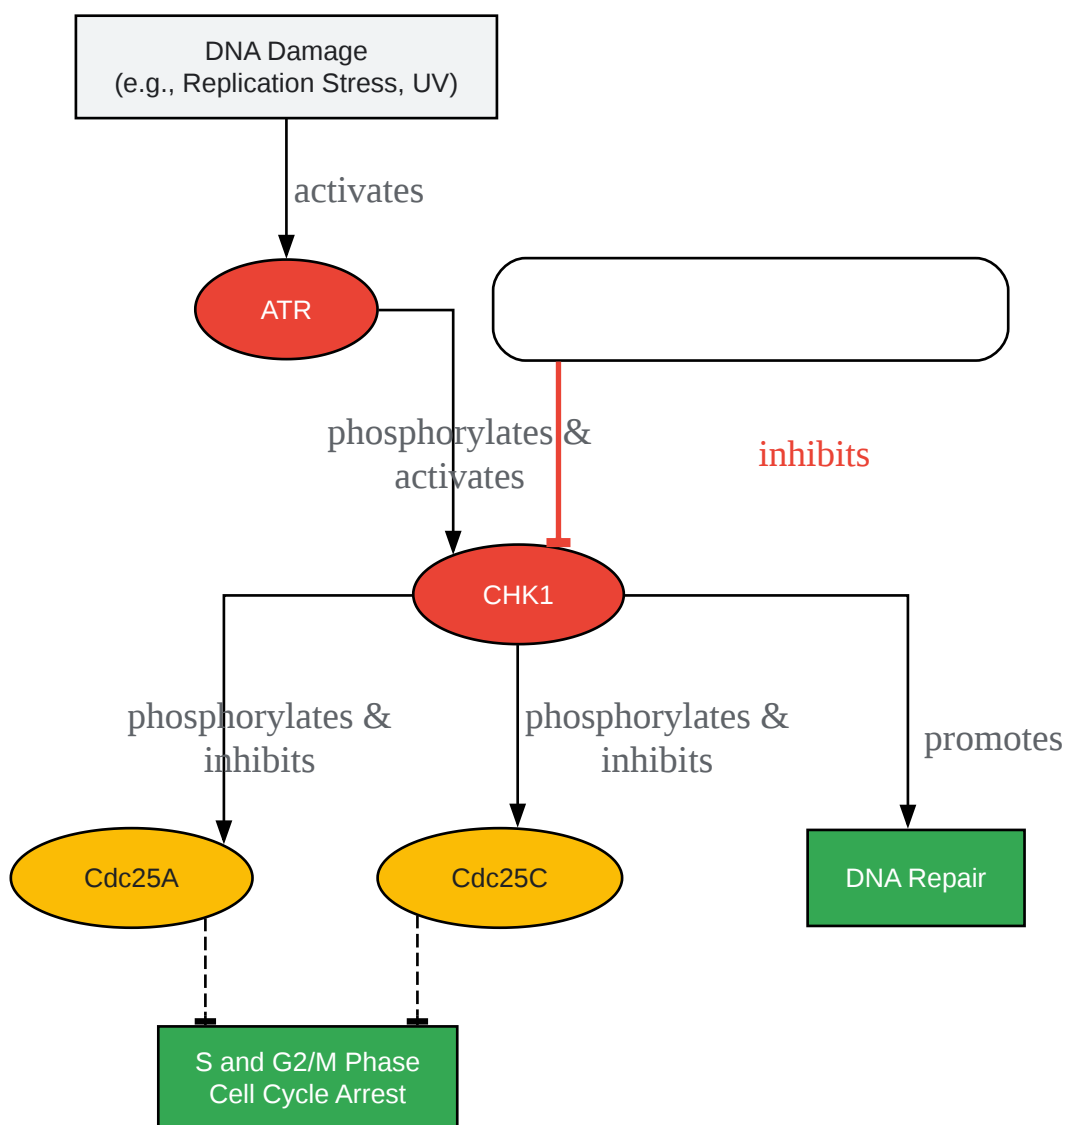 DNA Damage
(e.g., Replication Stress, UV)
activates
ATR
phosphorylates &
activates
inhibits
CHK1
phosphorylates &
inhibits
phosphorylates &
inhibits
promotes
Cdc25A
Cdc25C
DNA Repair
S and G2/M Phase
Cell Cycle Arrest